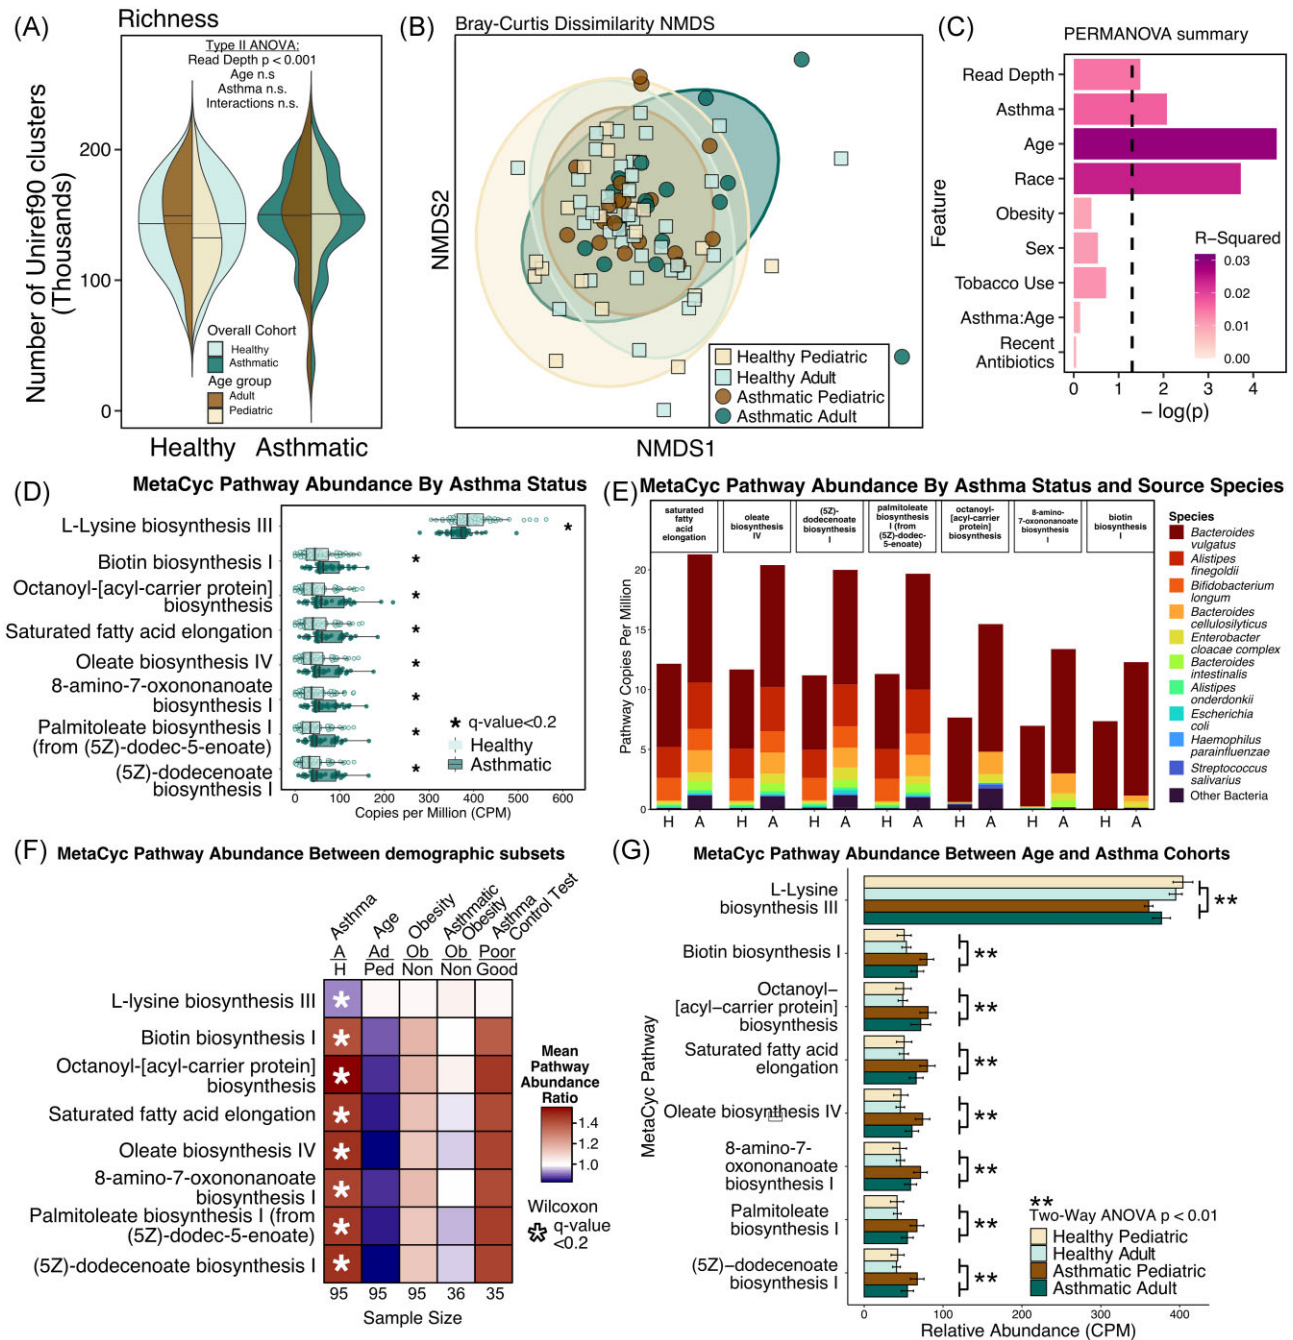 (A)
Richness
Type II ANOVA:
Read Depth p < 0.001
Age n.s
Asthma n.s.
Interactions n.s.
Number of Uniref90 clusters
(Thousands)
200
100
0
Overall Cohort
Healthy
Asthmatic
Age group
Adult
Pediatric
Healthy
Asthmatic
(B)
Bray-Curtis Dissimilarity NMDS
NMDS2
NMDS1
Healthy Pediatric
Healthy Adult
Asthmatic Pediatric
Asthmatic Adult
(C)
PERMANOVA summary
Feature
Read Depth
Asthma
Age
Race
Obesity
Sex
Tobacco Use
Asthma:Age
Recent
Antibiotics
R-Squared
0.03
0.02
0.01
0.00
0 1 2 3 4
− log(p)
(D)
MetaCyc Pathway Abundance By Asthma Status
L-Lysine biosynthesis III
Biotin biosynthesis I
Octanoyl-[acyl-carrier protein]
biosynthesis
Saturated fatty acid elongation
Oleate biosynthesis IV
8-amino-7-oxononanoate
biosynthesis I
Palmitoleate biosynthesis I
(from (5Z)-dodec-5-enoate)
(5Z)-dodecenoate
biosynthesis I
*
*
*
*
*
*
*
*
* q-value<0.2
Healthy
Asthmatic
0 100 200 300 400 500 600
Copies per Million (CPM)
(E)
MetaCyc Pathway Abundance By Asthma Status and Source Species
saturated
fatty
acid
elongation
oleate
biosynthesis
IV
(5Z)-
dodecenoate
biosynthesis
I
palmitoleate
biosynthesis
I (from
(5Z)-dodec-
5-enoate)
octanoyl-
[acyl-carrier
protein]
biosynthesis
8-amino-
7-oxononanoate
biosynthesis
I
biotin
biosynthesis
I
Pathway Copies Per Million
20
15
10
5
0
H A H A H A H A H A H A H A
Species
Bacteroides
vulgatus
Alistipes
finegoldii
Bifidobacterium
longum
Bacteroides
cellulosilyticus
Enterobacter
cloacae complex
Bacteroides
intestinalis
Alistipes
onderdonkii
Escherichia
coli
Haemophilus
parainfluenzae
Streptococcus
salivarius
Other Bacteria
(F)
MetaCyc Pathway Abundance Between demographic subsets
Asthma
Age
Obesity
Asthmatic
Obesity
Asthma
Control Test
A Ad Ob Ob Poor
H Ped Non Non Good
L-lysine biosynthesis III
Biotin biosynthesis I
Octanoyl-[acyl-carrier protein]
biosynthesis
Saturated fatty acid elongation
Oleate biosynthesis IV
8-amino-7-oxononanoate
biosynthesis I
Palmitoleate biosynthesis I (from
(5Z)-dodec-5-enoate)
(5Z)-dodecenoate biosynthesis I
*
*
*
*
*
*
*
*
95 95 95 36 35
Sample Size
Mean
Pathway
Abundance
Ratio
1.4
1.2
1.0
Wilcoxon
* q-value
<0.2
(G)
MetaCyc Pathway Abundance Between Age and Asthma Cohorts
MetaCyc Pathway
L-Lysine
biosynthesis III
Biotin biosynthesis I
Octanoyl−
[acyl−carrier protein]
biosynthesis
Saturated fatty acid
elongation
Oleate biosynthesis IV
8-amino-7-
oxononanoate
biosynthesis I
Palmitoleate
biosynthesis I
(5Z)−dodecenoate
biosynthesis I
**
**
**
**
**
**
**
**
**
Two-Way ANOVA p < 0.01
Healthy Pediatric
Healthy Adult
Asthmatic Pediatric
Asthmatic Adult
0 100 200 300 400
Relative Abundance (CPM)